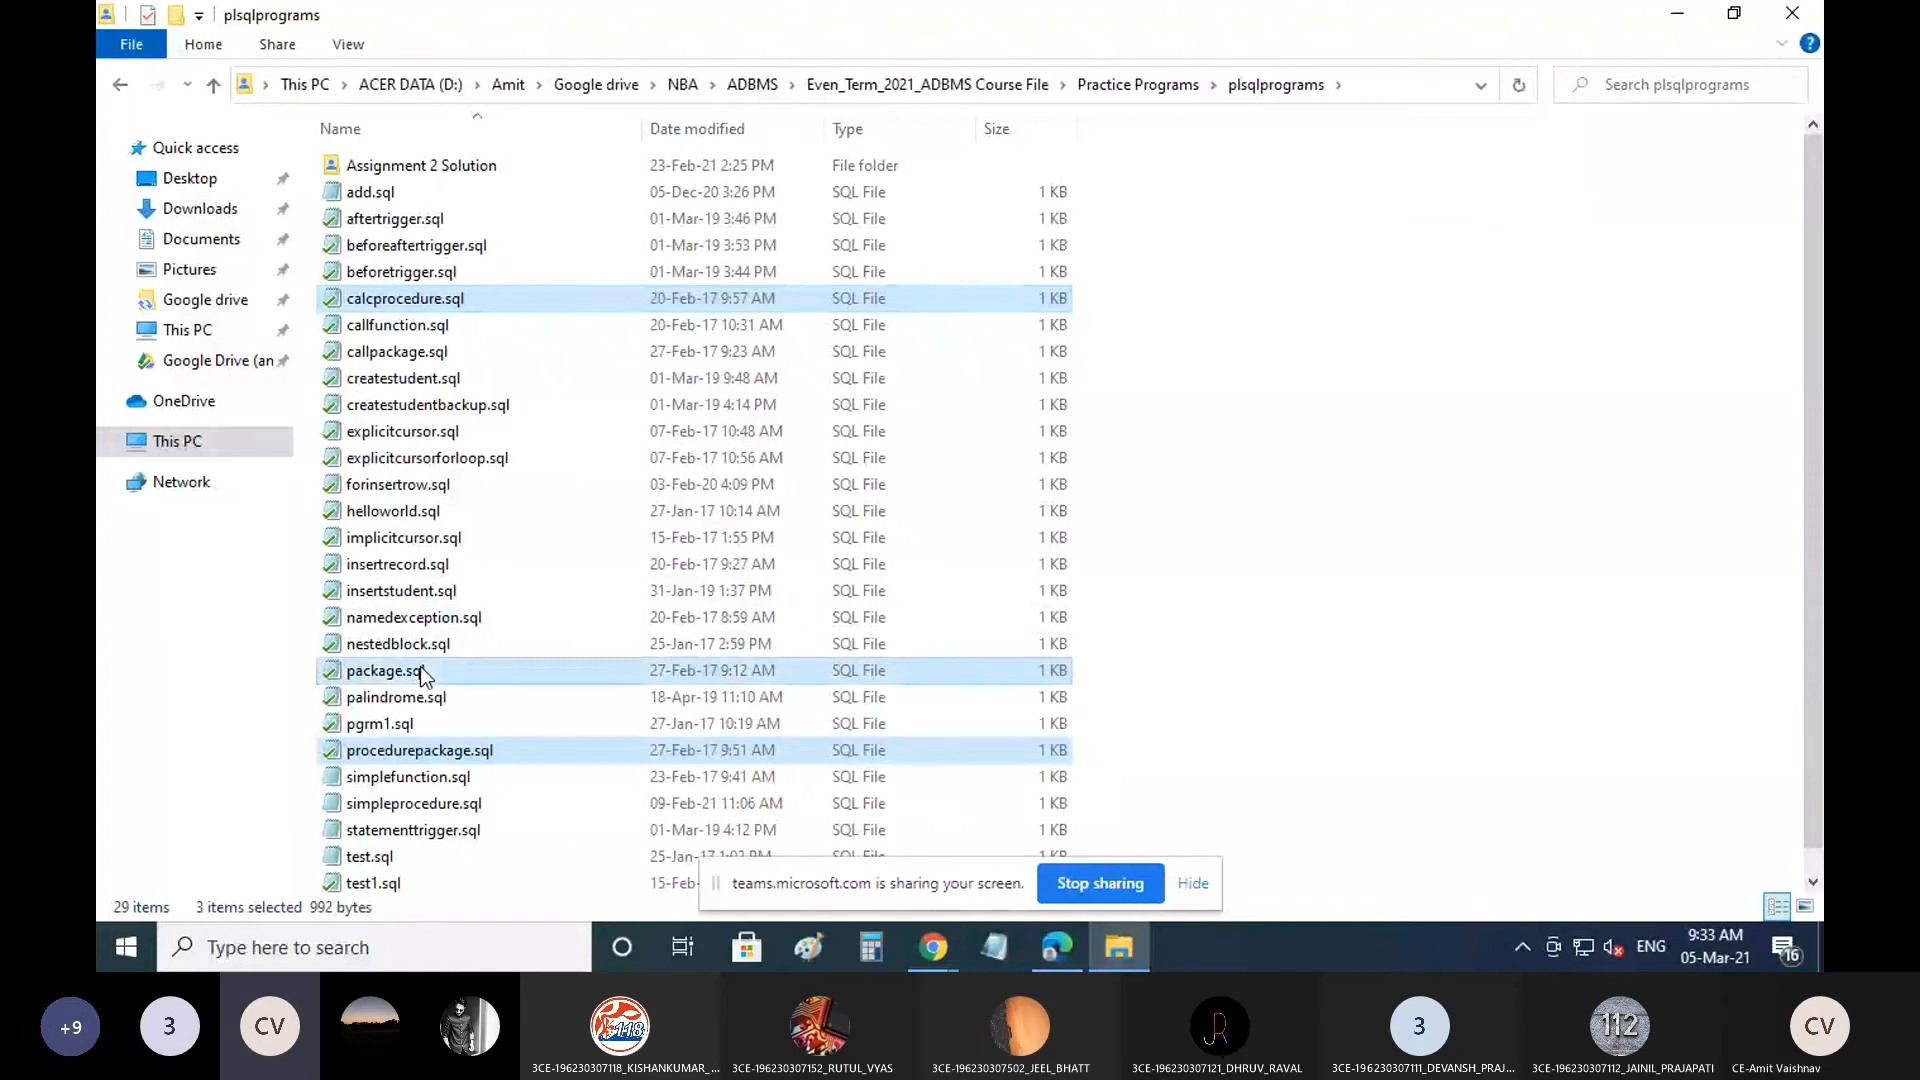 plsqlprograms
File Home Share View
This PC ACER DATA (D:) Amit Google drive NBA ADBMS Even_Term_2021_ADBMS Course File Practice Programs plsqlprograms Search plsqlprograms
Name Date modified Type Size
Quick access
Desktop
Downloads
Documents
Pictures
Google drive
This PC
Google Drive (an
OneDrive
This PC
Network
Assignment 2 Solution 23-Feb-21 2:25 PM File folder
add.sql 05-Dec-20 3:26 PM SQL File 1 KB
aftertrigger.sql 01-Mar-19 3:46 PM SQL File 1 KB
beforeaftertrigger.sql 01-Mar-19 3:53 PM SQL File 1 KB
beforetrigger.sql 01-Mar-19 3:44 PM SQL File 1 KB
calcprocedure.sql 20-Feb-17 9:57 AM SQL File 1 KB
callfunction.sql 20-Feb-17 10:31 AM SQL File 1 KB
callpackage.sql 27-Feb-17 9:23 AM SQL File 1 KB
createstudent.sql 01-Mar-19 9:48 AM SQL File 1 KB
createstudentbackup.sql 01-Mar-19 4:14 PM SQL File 1 KB
explicitcursor.sql 07-Feb-17 10:48 AM SQL File 1 KB
explicitcursorforloop.sql 07-Feb-17 10:56 AM SQL File 1 KB
forinsertrow.sql 03-Feb-20 4:09 PM SQL File 1 KB
helloworld.sql 27-Jan-17 10:14 AM SQL File 1 KB
implicitcursor.sql 15-Feb-17 1:55 PM SQL File 1 KB
insertrecord.sql 20-Feb-17 9:27 AM SQL File 1 KB
insertstudent.sql 31-Jan-19 1:37 PM SQL File 1 KB
namedexception.sql 20-Feb-17 8:59 AM SQL File 1 KB
nestedblock.sql 25-Jan-17 2:59 PM SQL File 1 KB
package.sql 27-Feb-17 9:12 AM SQL File 1 KB
palindrome.sql 18-Apr-19 11:10 AM SQL File 1 KB
pgrm1.sql 27-Jan-17 10:19 AM SQL File 1 KB
procedurepackage.sql 27-Feb-17 9:51 AM SQL File 1 KB
simplefunction.sql 23-Feb-17 9:41 AM SQL File 1 KB
simpleprocedure.sql 09-Feb-21 11:06 AM SQL File 1 KB
statementtrigger.sql 01-Mar-19 4:12 PM SQL File 1 KB
test.sql 25-Jan-17 1:02 PM SQL File 1 KB
test1.sql 15-Feb-
teams.microsoft.com is sharing your screen. Stop sharing Hide
29 items 3 items selected 992 bytes
Type here to search
ENG 9:33 AM
05-Mar-21 16
+9 3 CV 118 JR 3 112 CV
3CE-196230307118_KISHANKUMAR_... 3CE-196230307152_RUTUL_VYAS 3CE-196230307502_JEEL_BHATT 3CE-196230307121_DHRUV_RAVAL 3CE-196230307111_DEVANSH_PRAJ... 3CE-196230307112_JAINIL_PRAJAPATI CE-Amit Vaishnav